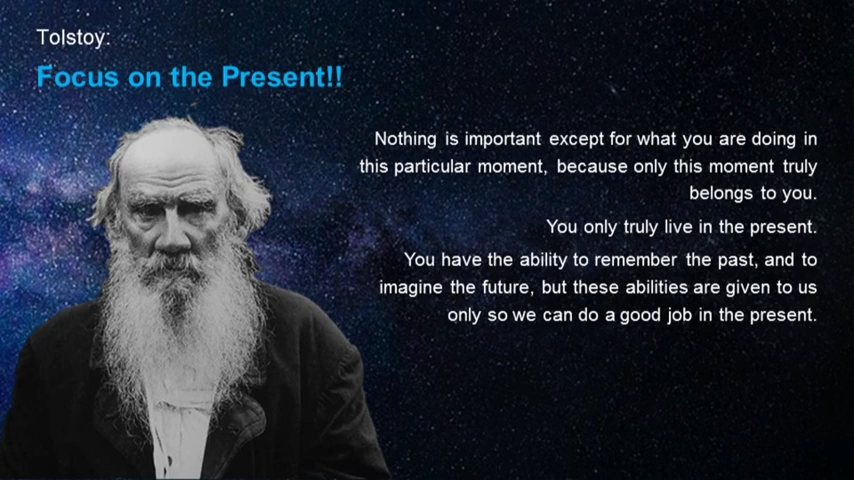 Tolstoy:
Focus on the Present!!
Nothing is important except for what you are doing in
this particular moment, because only this moment truly
belongs to you.
You only truly live in the present.
You have the ability to remember the past, and to
imagine the future, but these abilities are given to us
only so we can do a good job in the present.